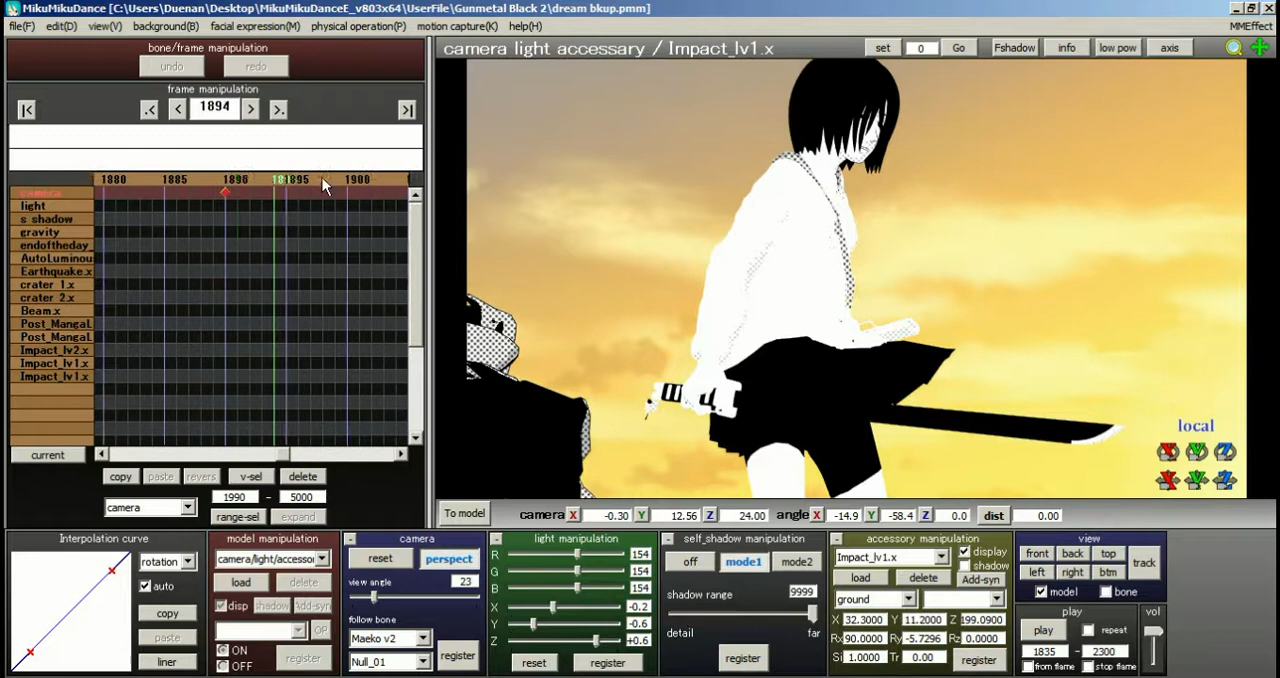 MikuMikuDance [C:\Users\Duenan\Desktop\MikuMikuDanceE_v803x64\UserFile\Gunmetal Black 2\dream bkup.pmm]
file(F) edit(D) view(V) background(B) facial expression(M) physical operation(P) motion capture(K) help(H) MMEffect
bone/frame manipulation
undo redo
frame manipulation
|< .< < 1894 > >. >|
1880 1885 1895 1900
camera
light
s shadow
gravity
endoftheday_
AutoLuminou
Earthquake.x
crater 1.x
crater 2.x
Beam.x
Post_MangaL
Post_MangaL
Impact_lv2.x
Impact_lv1.x
Impact_lv1.x
current
copy paste revers v-sel delete
camera 1990 - 5000
range-sel expand
camera light accessary / Impact_lv1.x set 0 Go Fshadow info low pow axis
local
To model camera X -0.30 Y 12.56 Z 24.00 angle X -14.9 Y -58.4 Z 0.0 dist 0.00
Interpolation curve
rotation
auto
copy
paste
liner
model manipulation
camera/light/accesso
load delete
disp shadow Add-syn
OP
ON
OFF
register
- camera
reset perspect
view angle 23
follow bone
Maeko v2
Null_01
register
- light manipulation
R 154
G 154
B 154
X -0.2
Y -0.6
Z +0.6
reset register
- self_shadow manipulation
off mode1 mode2
shadow range 9999
detail far
register
- accessory manipulation
Impact_lv1.x display
shadow
load delete Add-syn
ground
X 32.3000 Y 11.2000 Z 199.0900
Rx 90.0000 Ry -5.7296 Rz 0.0000
Si 1.0000 Tr 0.00 register
view
front back top
left right btm
track
model bone
play
play repeat
1835 - 2300
from flame stop flame
vol